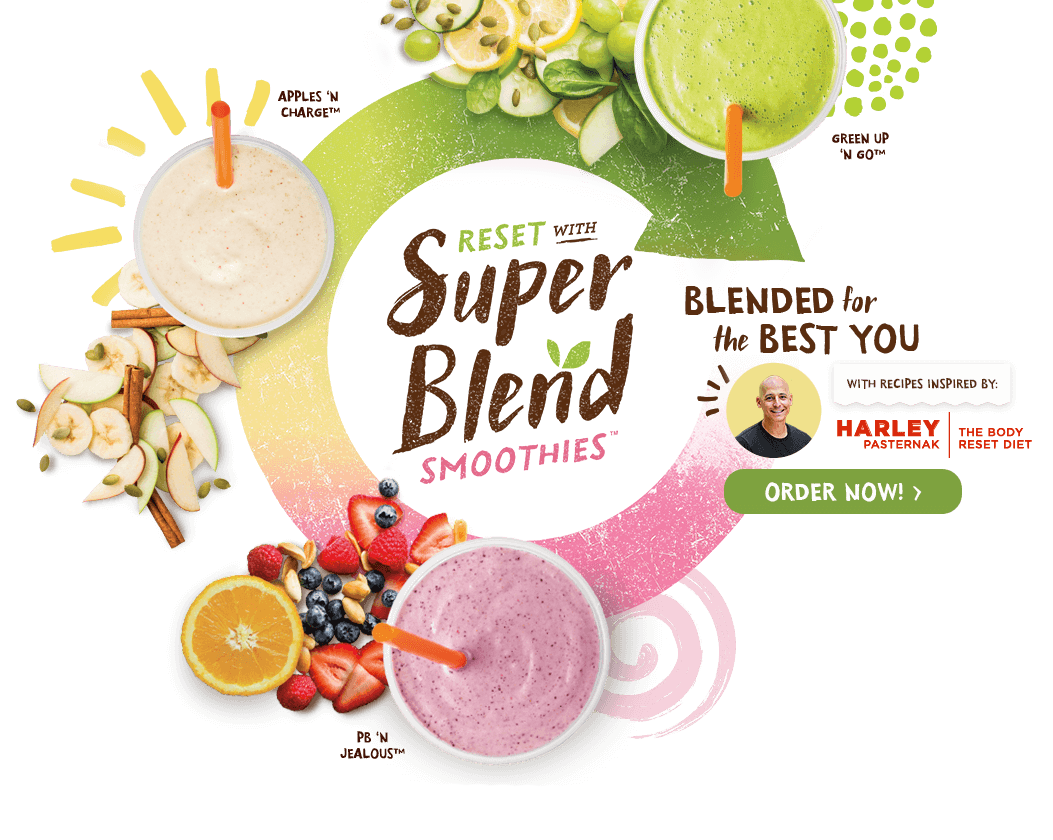 APPLES 'N
CHARGE™
GREEN UP
'N GO™
RESET WITH
Super
Blend
SMOOTHIES™
BLENDED for
the BEST YOU
WITH RECIPES INSPIRED BY:
HARLEY
PASTERNAK
THE BODY
RESET DIET
ORDER NOW! ›
PB 'N
JEALOUS™